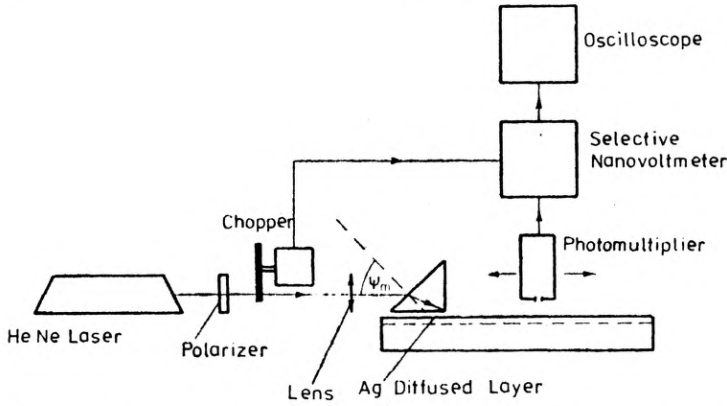 Oscilloscope
Selective
Nanovoltmeter
Chopper
Photomultiplier
Ψm
He Ne Laser
Polarizer
Lens
Ag Diffused Layer